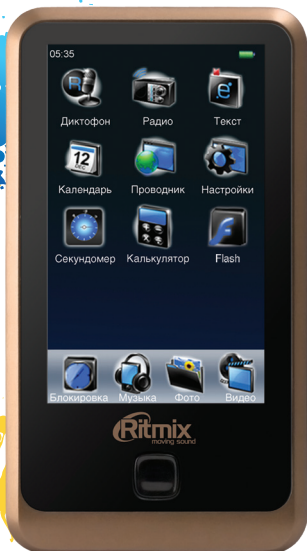 05:35
Диктофон Радио Текст
12
Календарь Проводник Настройки
Секундомер Калькулятор Flash
Блокировка Музыка Фото Видео
Ritmix
moving sound